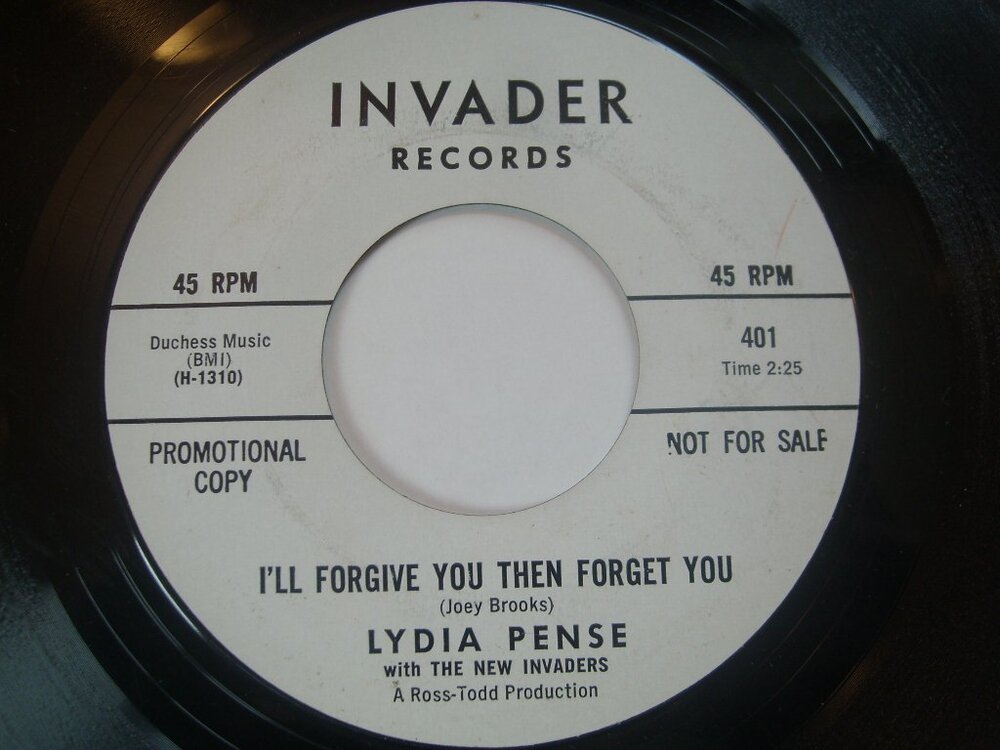 INVADER
RECORDS
45 RPM
45 RPM
Duchess Music
(BMI)
(H-1310)
401
Time 2:25
PROMOTIONAL
COPY
NOT FOR SALE
I'LL FORGIVE YOU THEN FORGET YOU
(Joey Brooks)
LYDIA PENSE
with THE NEW INVADERS
A Ross-Todd Production